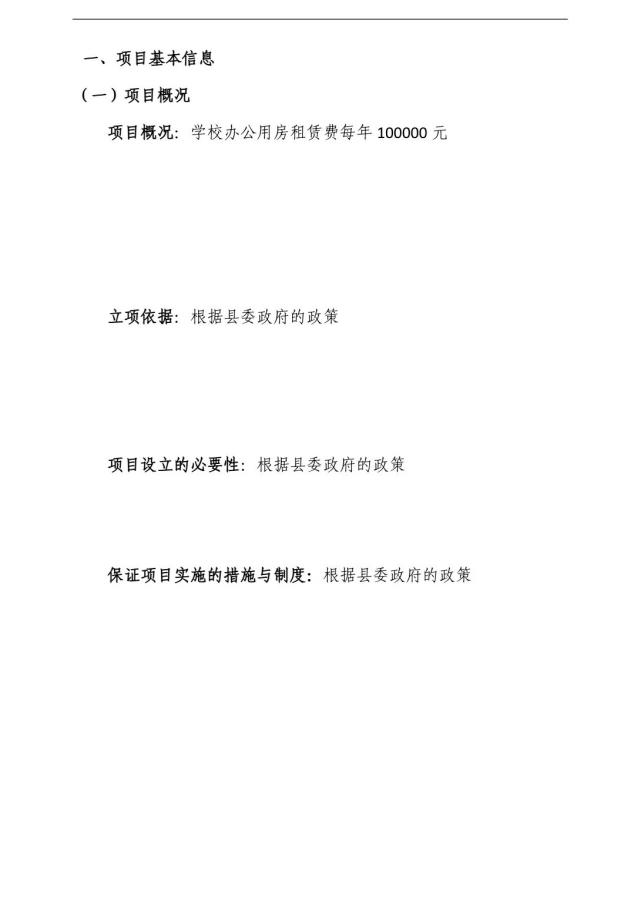 一、项目基本信息
（一）项目概况
项目概况：学校办公用房租赁费每年 100000 元
立项依据：根据县委政府的政策
项目设立的必要性：根据县委政府的政策
保证项目实施的措施与制度：根据县委政府的政策